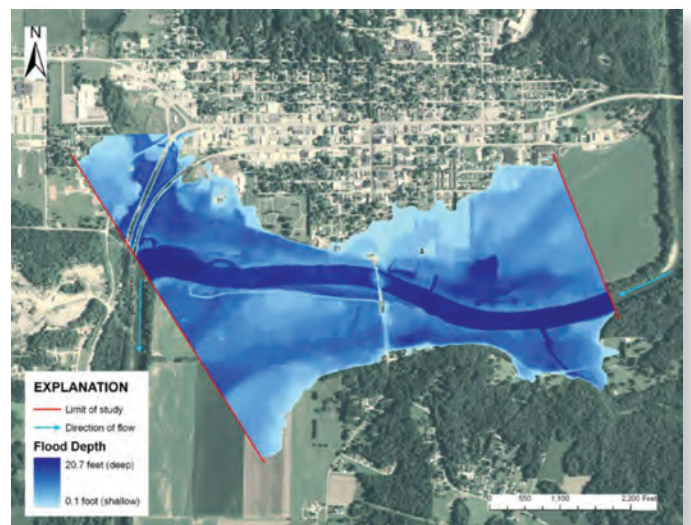 N
EXPLANATION
Limit of study
Direction of flow
Flood Depth
20.7 feet (deep)
0.1 foot (shallow)
0 550 1,100 2,200 Feet